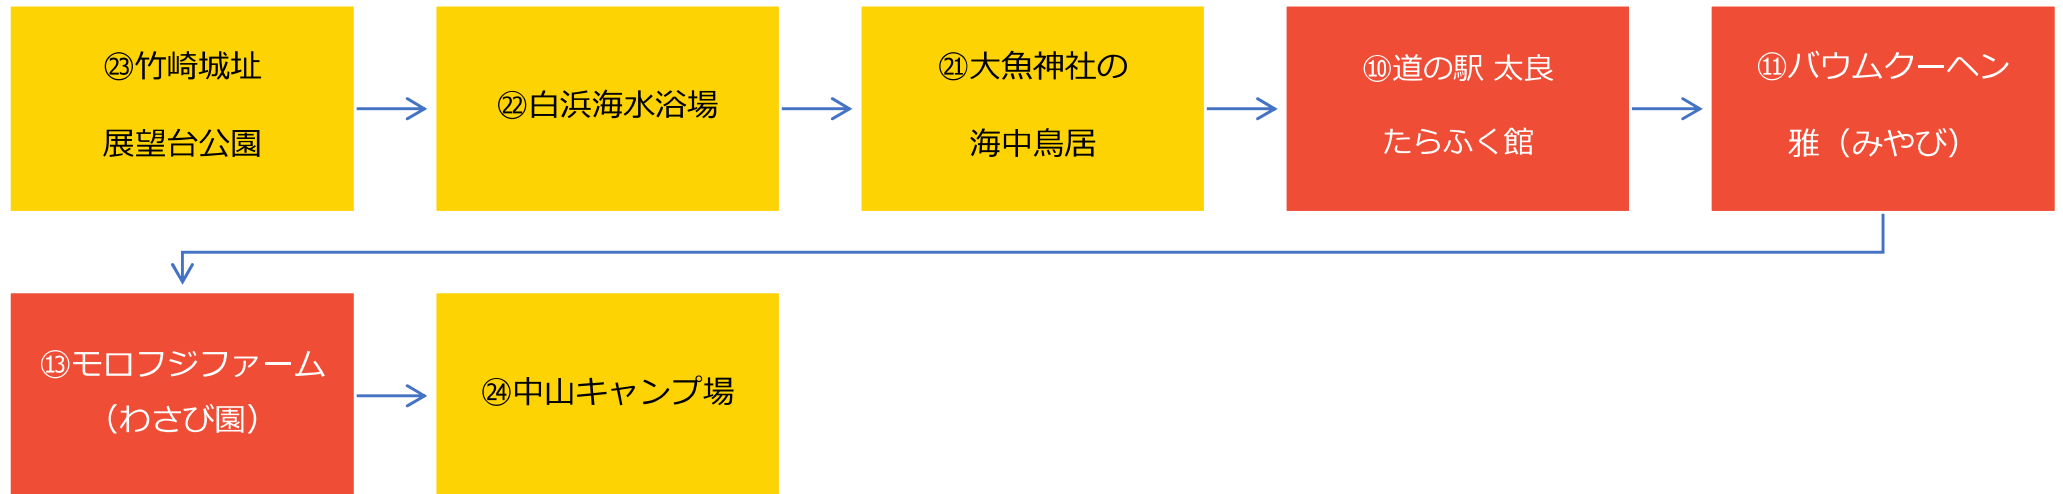 ㉓竹崎城址
展望台公園
㉒白浜海水浴場
㉑大魚神社の
海中鳥居
⑩道の駅 太良
たらふく館
⑪バウムクーヘン
雅（みやび）
⑬モロフジファーム
（わさび園）
㉔中山キャンプ場